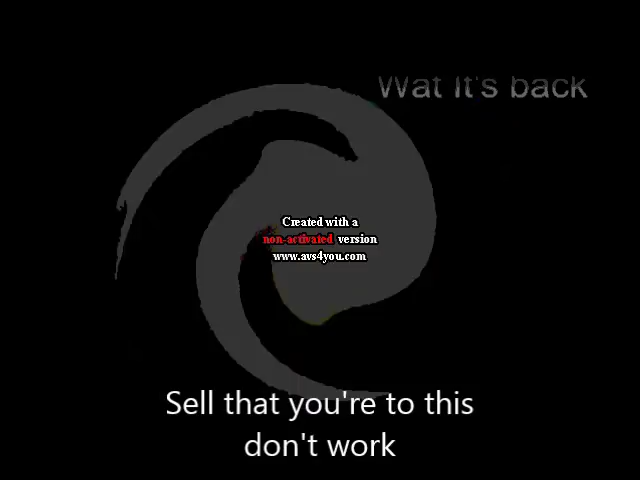 Wat It's back
Created with a
non-activated version
www.avs4you.com
Sell that you're to this
don't work